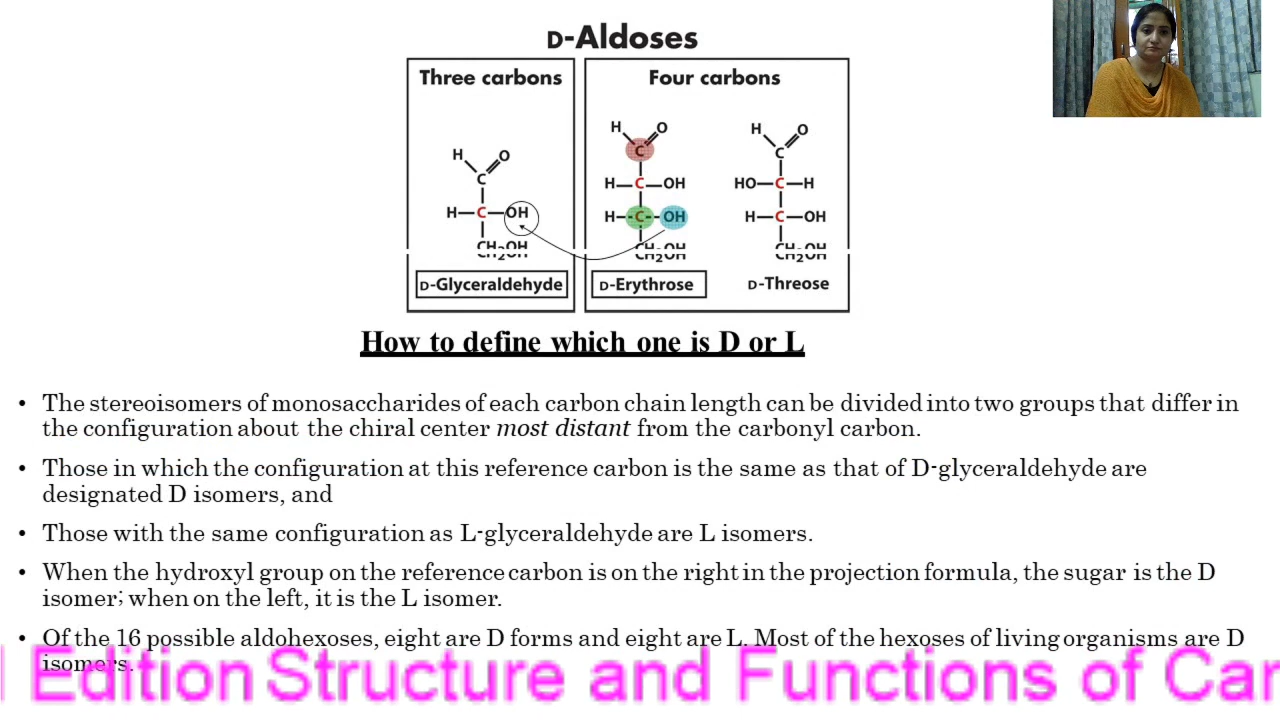 D-Aldoses
Three carbons
H O
C
H—C—OH
CH2OH
D-Glyceraldehyde
Four carbons
H O
C
H—C—OH
H—C—OH
CH2OH
D-Erythrose
H O
C
HO—C—H
H—C—OH
CH2OH
D-Threose
How to define which one is D or L
• The stereoisomers of monosaccharides of each carbon chain length can be divided into two groups that differ in
the configuration about the chiral center most distant from the carbonyl carbon.
• Those in which the configuration at this reference carbon is the same as that of D-glyceraldehyde are
designated D isomers, and
• Those with the same configuration as L-glyceraldehyde are L isomers.
• When the hydroxyl group on the reference carbon is on the right in the projection formula, the sugar is the D
isomer; when on the left, it is the L isomer.
• Of the 16 possible aldohexoses, eight are D forms and eight are L. Most of the hexoses of living organisms are D
isomers.
Edition Structure and Functions of Car